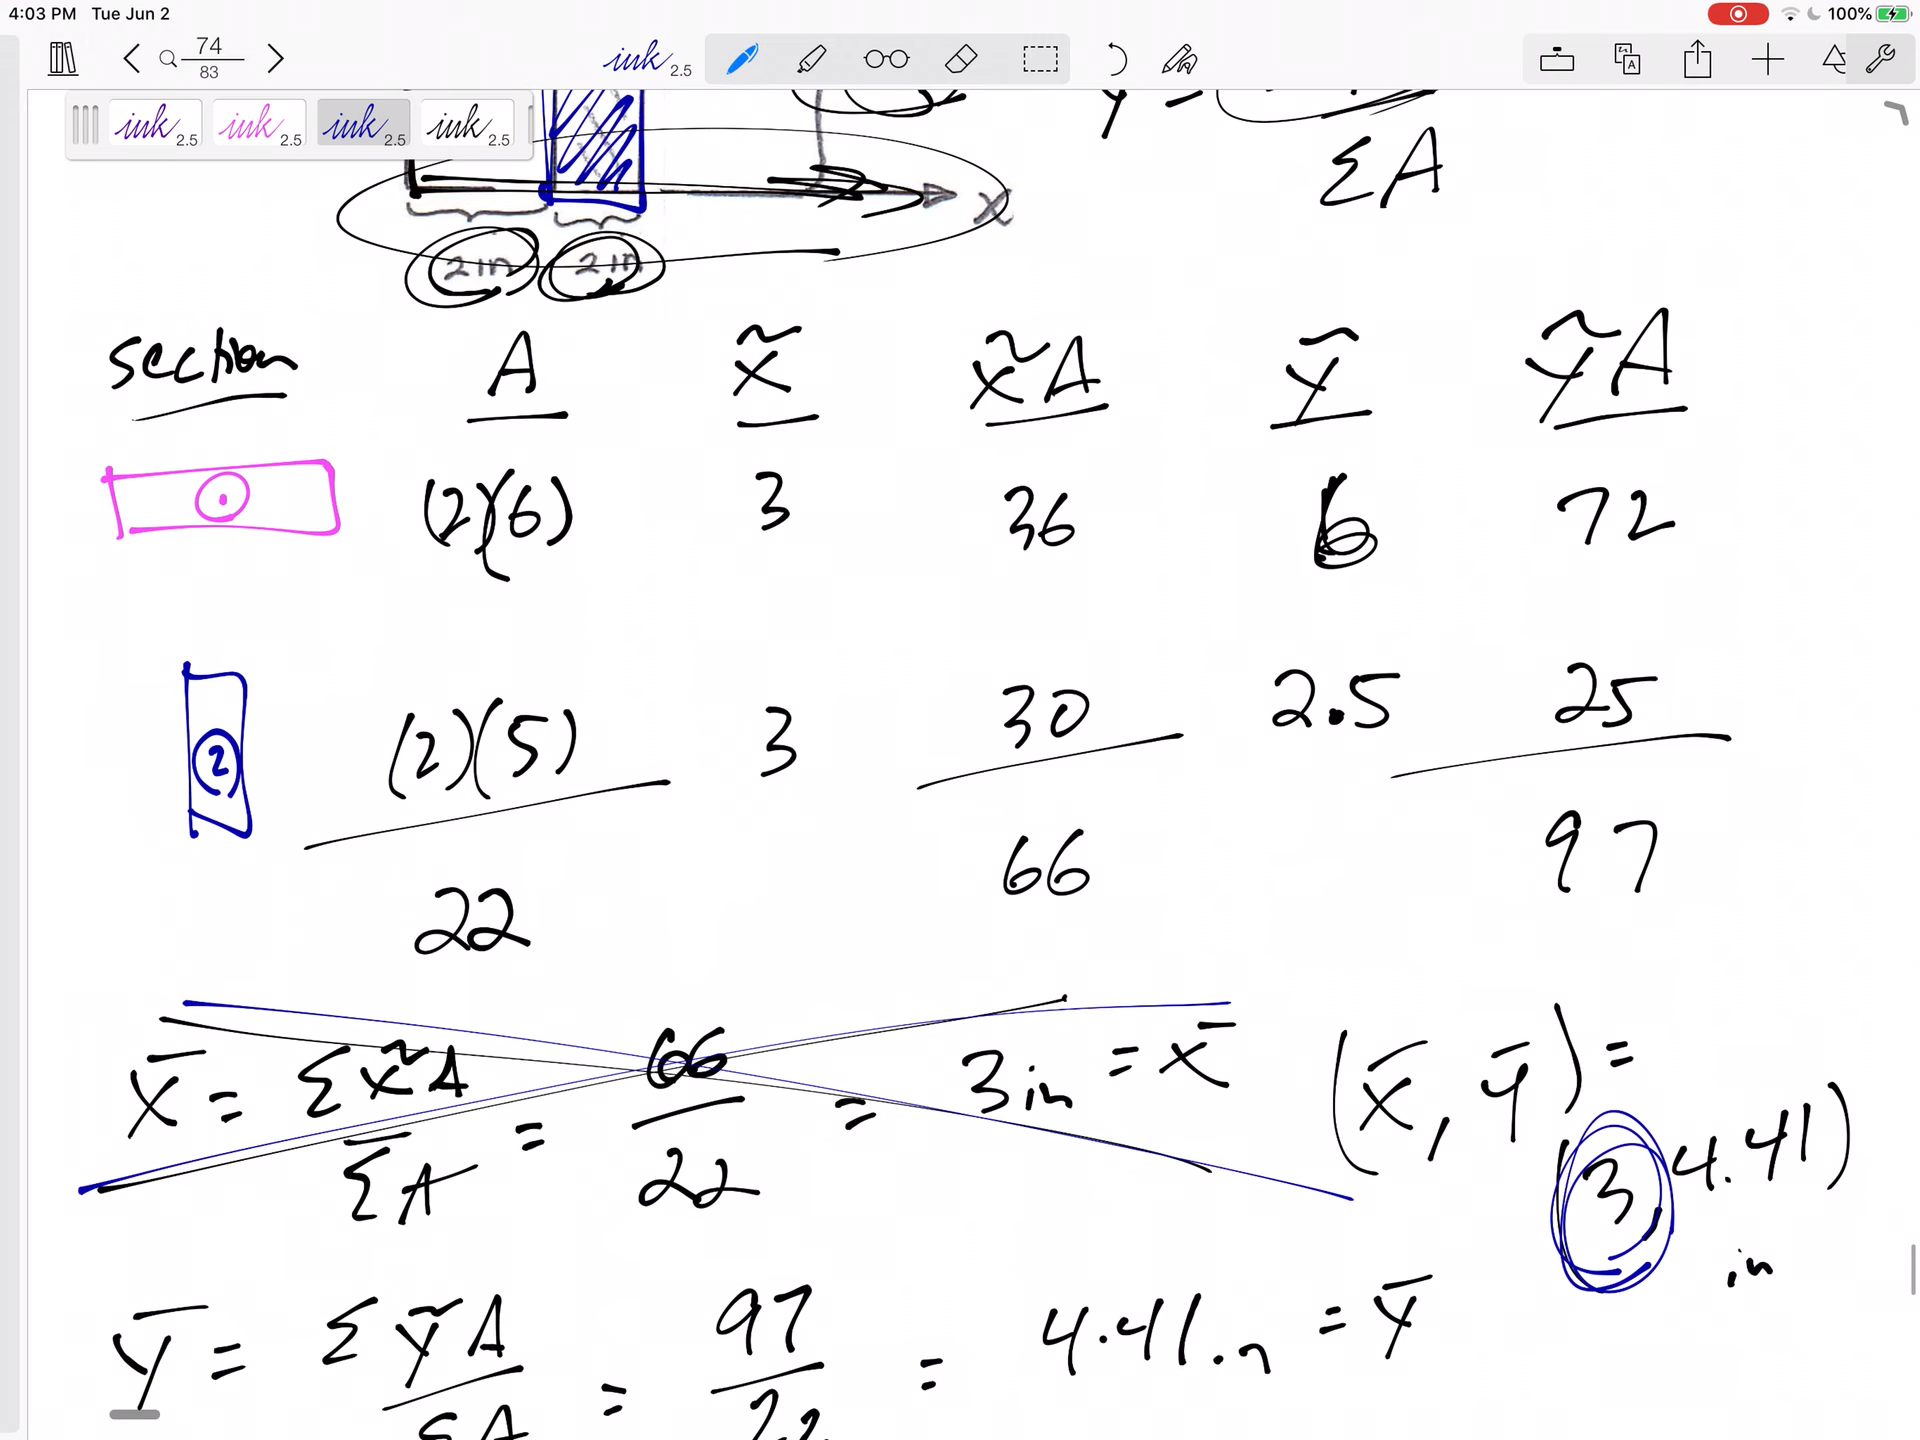 4:03 PM Tue Jun 2 100%
74
83
ink 2.5
ink 2.5 ink 2.5 ink 2.5 ink 2.5
y =
ΣA
x
2in 2in
section A x̃ x̃A ȳ ỹA
(2)(6) 3 36 6 72
2 (2)(5) 3 30 2.5 25
22 66 97
x̄ = Σx̃A / ΣA = 66 / 22 = 3in = x̄
(x̄, ȳ) =
(3, 4.41)
in
ȳ = ΣỹA / ΣA = 97 / 22 = 4.41in = ȳ